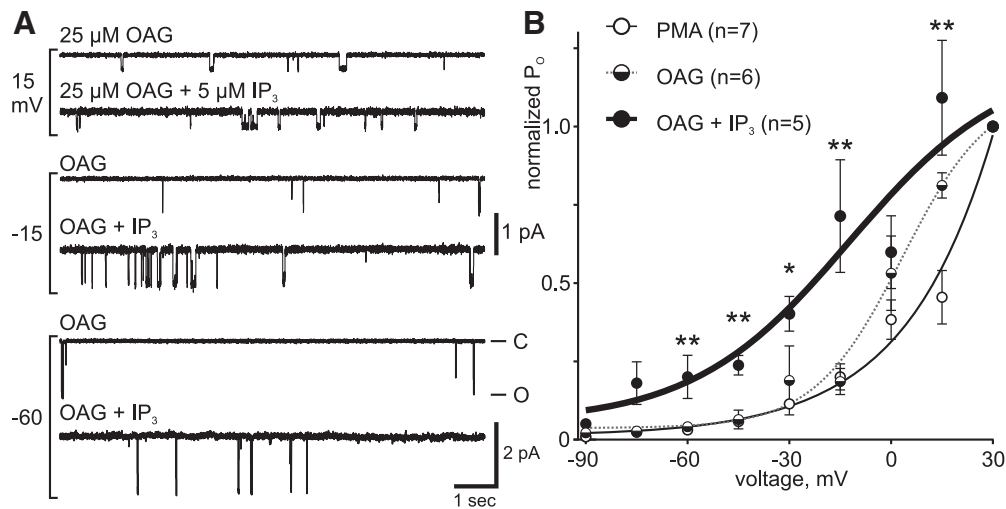 A
25 µM OAG
15
mV
25 µM OAG + 5 µM IP₃
OAG
-15
OAG + IP₃
1 pA
OAG
C
O
-60
OAG + IP₃
2 pA
1 sec
B
PMA (n=7)
OAG (n=6)
OAG + IP₃ (n=5)
normalized P₀
1.0
0.5
0
** ** * ** **
-90 -60 -30 0 30
voltage, mV